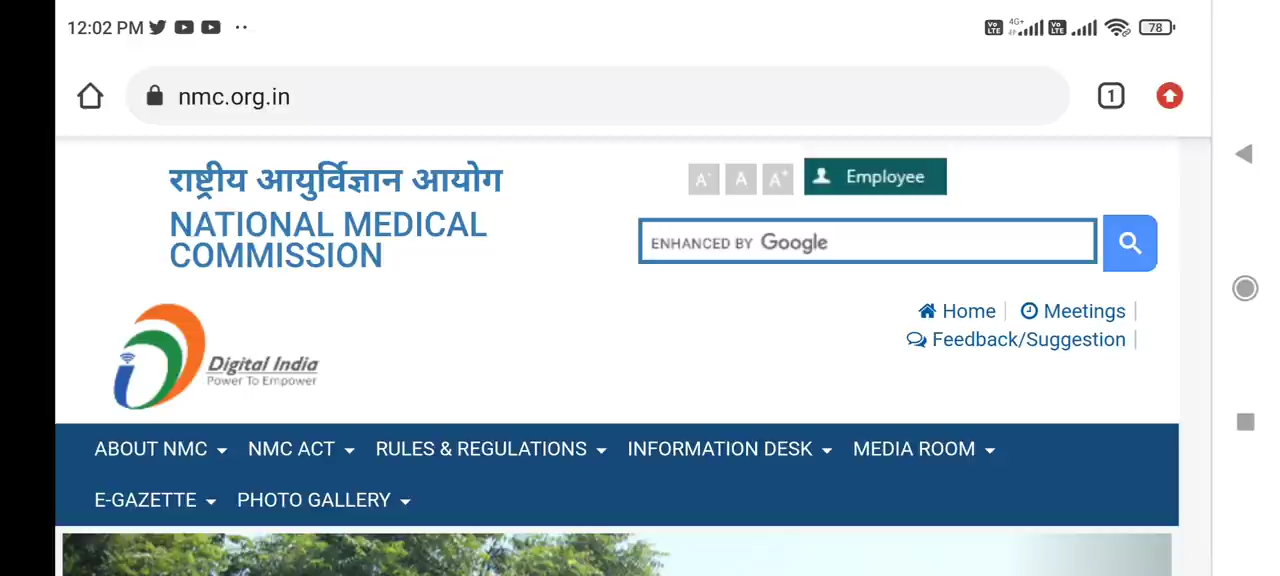 12:02 PM
4G+
78
nmc.org.in
1
राष्ट्रीय आयुर्विज्ञान आयोग
NATIONAL MEDICAL
COMMISSION
A- A A+ Employee
ENHANCED BY Google
Home Meetings
Feedback/Suggestion
Digital India
Power To Empower
ABOUT NMC NMC ACT RULES & REGULATIONS INFORMATION DESK MEDIA ROOM
E-GAZETTE PHOTO GALLERY